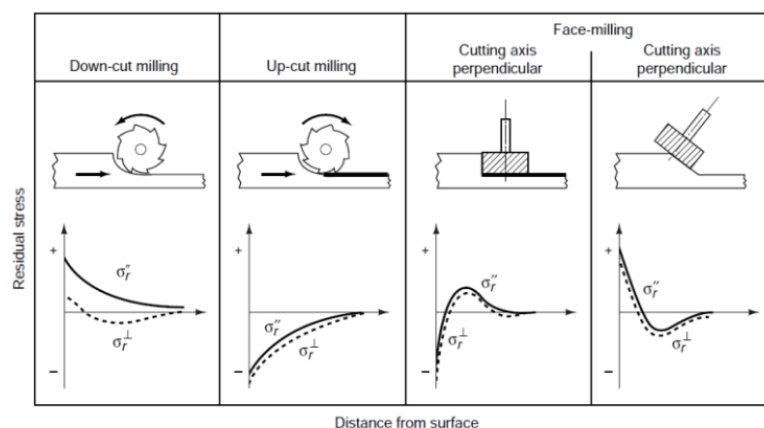 Face-milling
Down-cut milling
Up-cut milling
Cutting axis
perpendicular
Cutting axis
perpendicular
Residual stress
+
σr″
σr⊥
−
+
σr″
σr⊥
−
+
σr″
σr⊥
−
+
σr″
σr⊥
−
Distance from surface